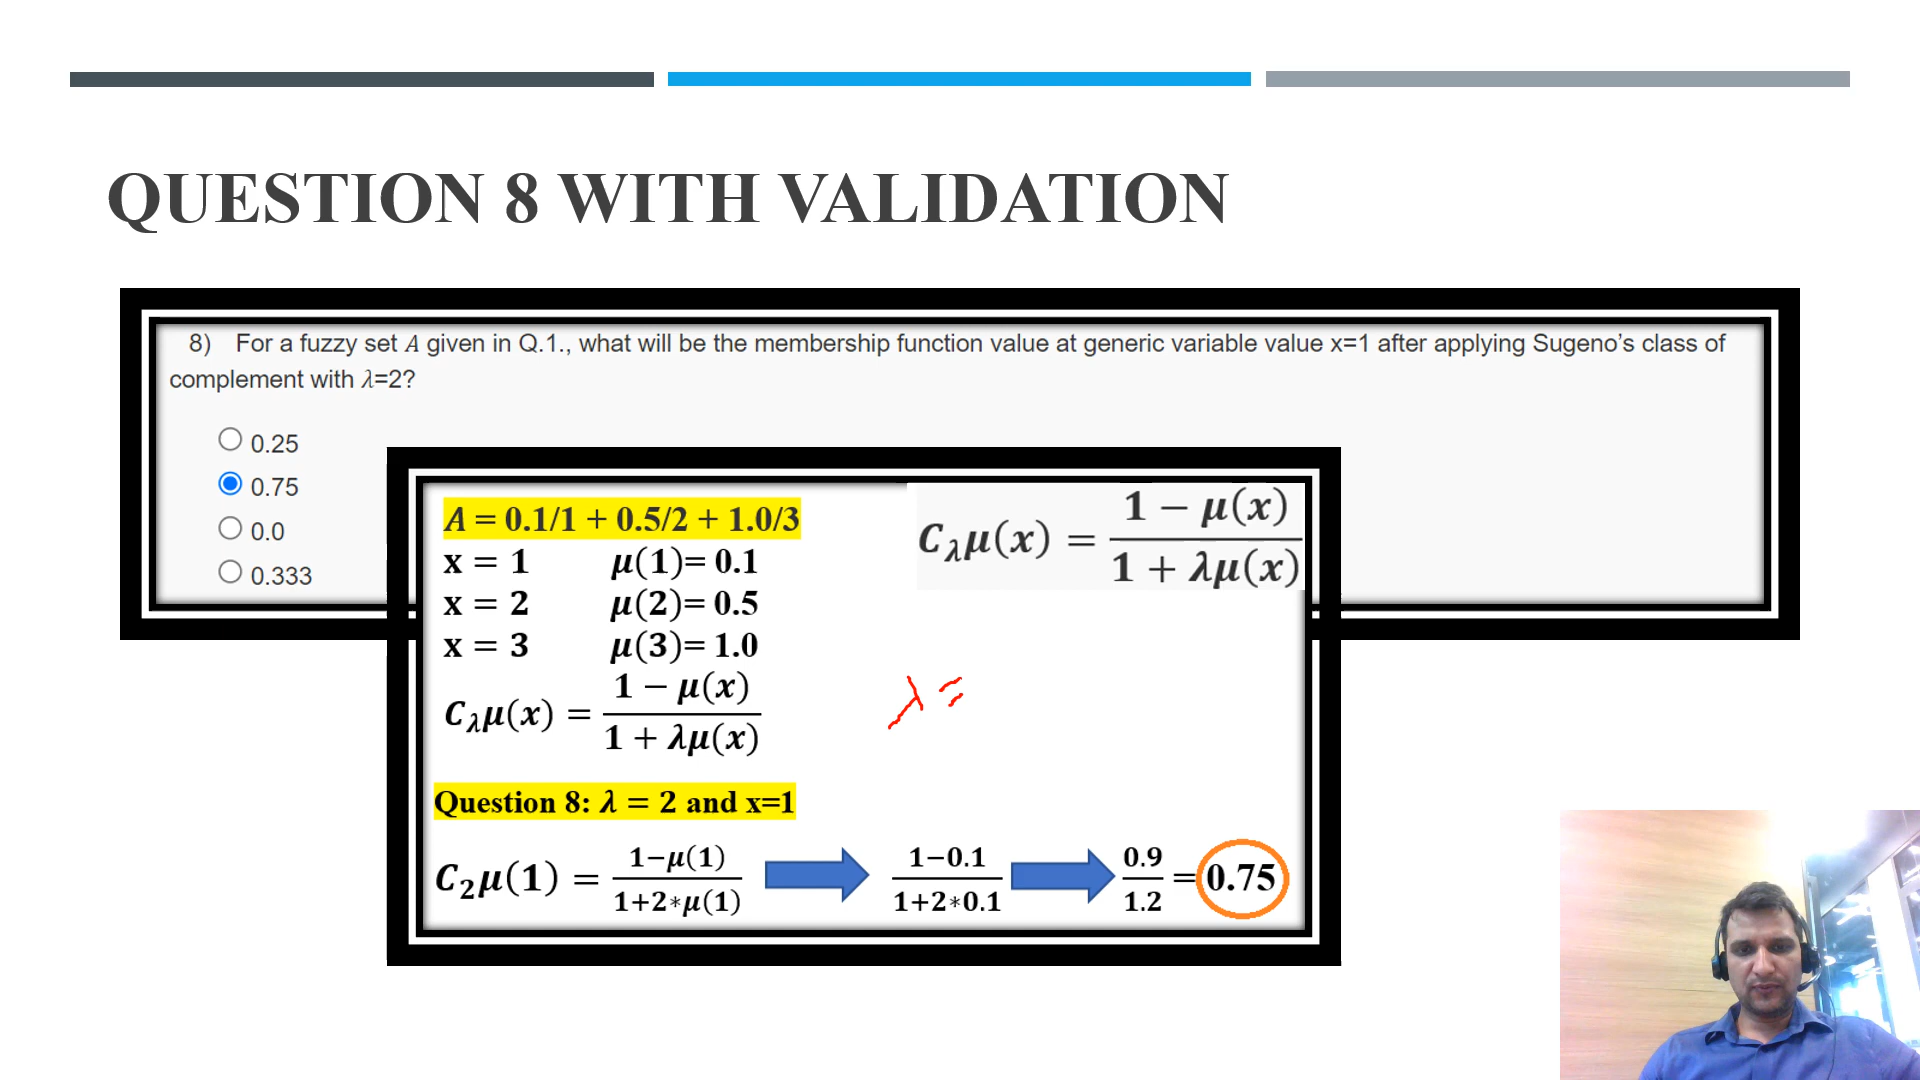 QUESTION 8 WITH VALIDATION
8) For a fuzzy set A given in Q.1., what will be the membership function value at generic variable value x=1 after applying Sugeno's class of
complement with λ=2?
0.25
0.75
0.0
0.333
A = 0.1/1 + 0.5/2 + 1.0/3
x = 1 μ(1)= 0.1
x = 2 μ(2)= 0.5
x = 3 μ(3)= 1.0
C_λμ(x) = (1 − μ(x)) / (1 + λμ(x))
C_λμ(x) = (1 − μ(x)) / (1 + λμ(x))
λ =
Question 8: λ = 2 and x=1
C₂μ(1) = (1−μ(1)) / (1+2∗μ(1)) (1−0.1) / (1+2∗0.1) 0.9 / 1.2 = 0.75